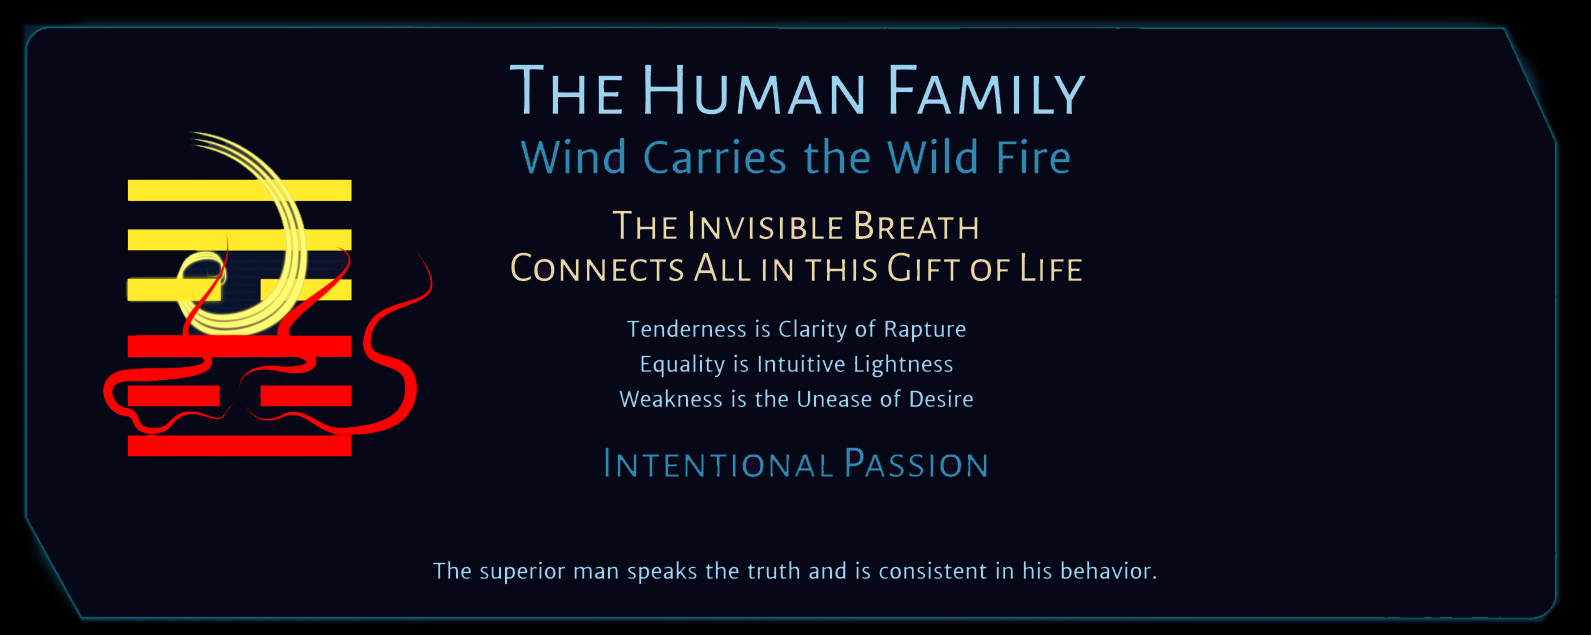 The Human Family
Wind Carries the Wild Fire
The Invisible Breath
Connects All in this Gift of Life
Tenderness is Clarity of Rapture
Equality is Intuitive Lightness
Weakness is the Unease of Desire
Intentional Passion
The superior man speaks the truth and is consistent in his behavior.